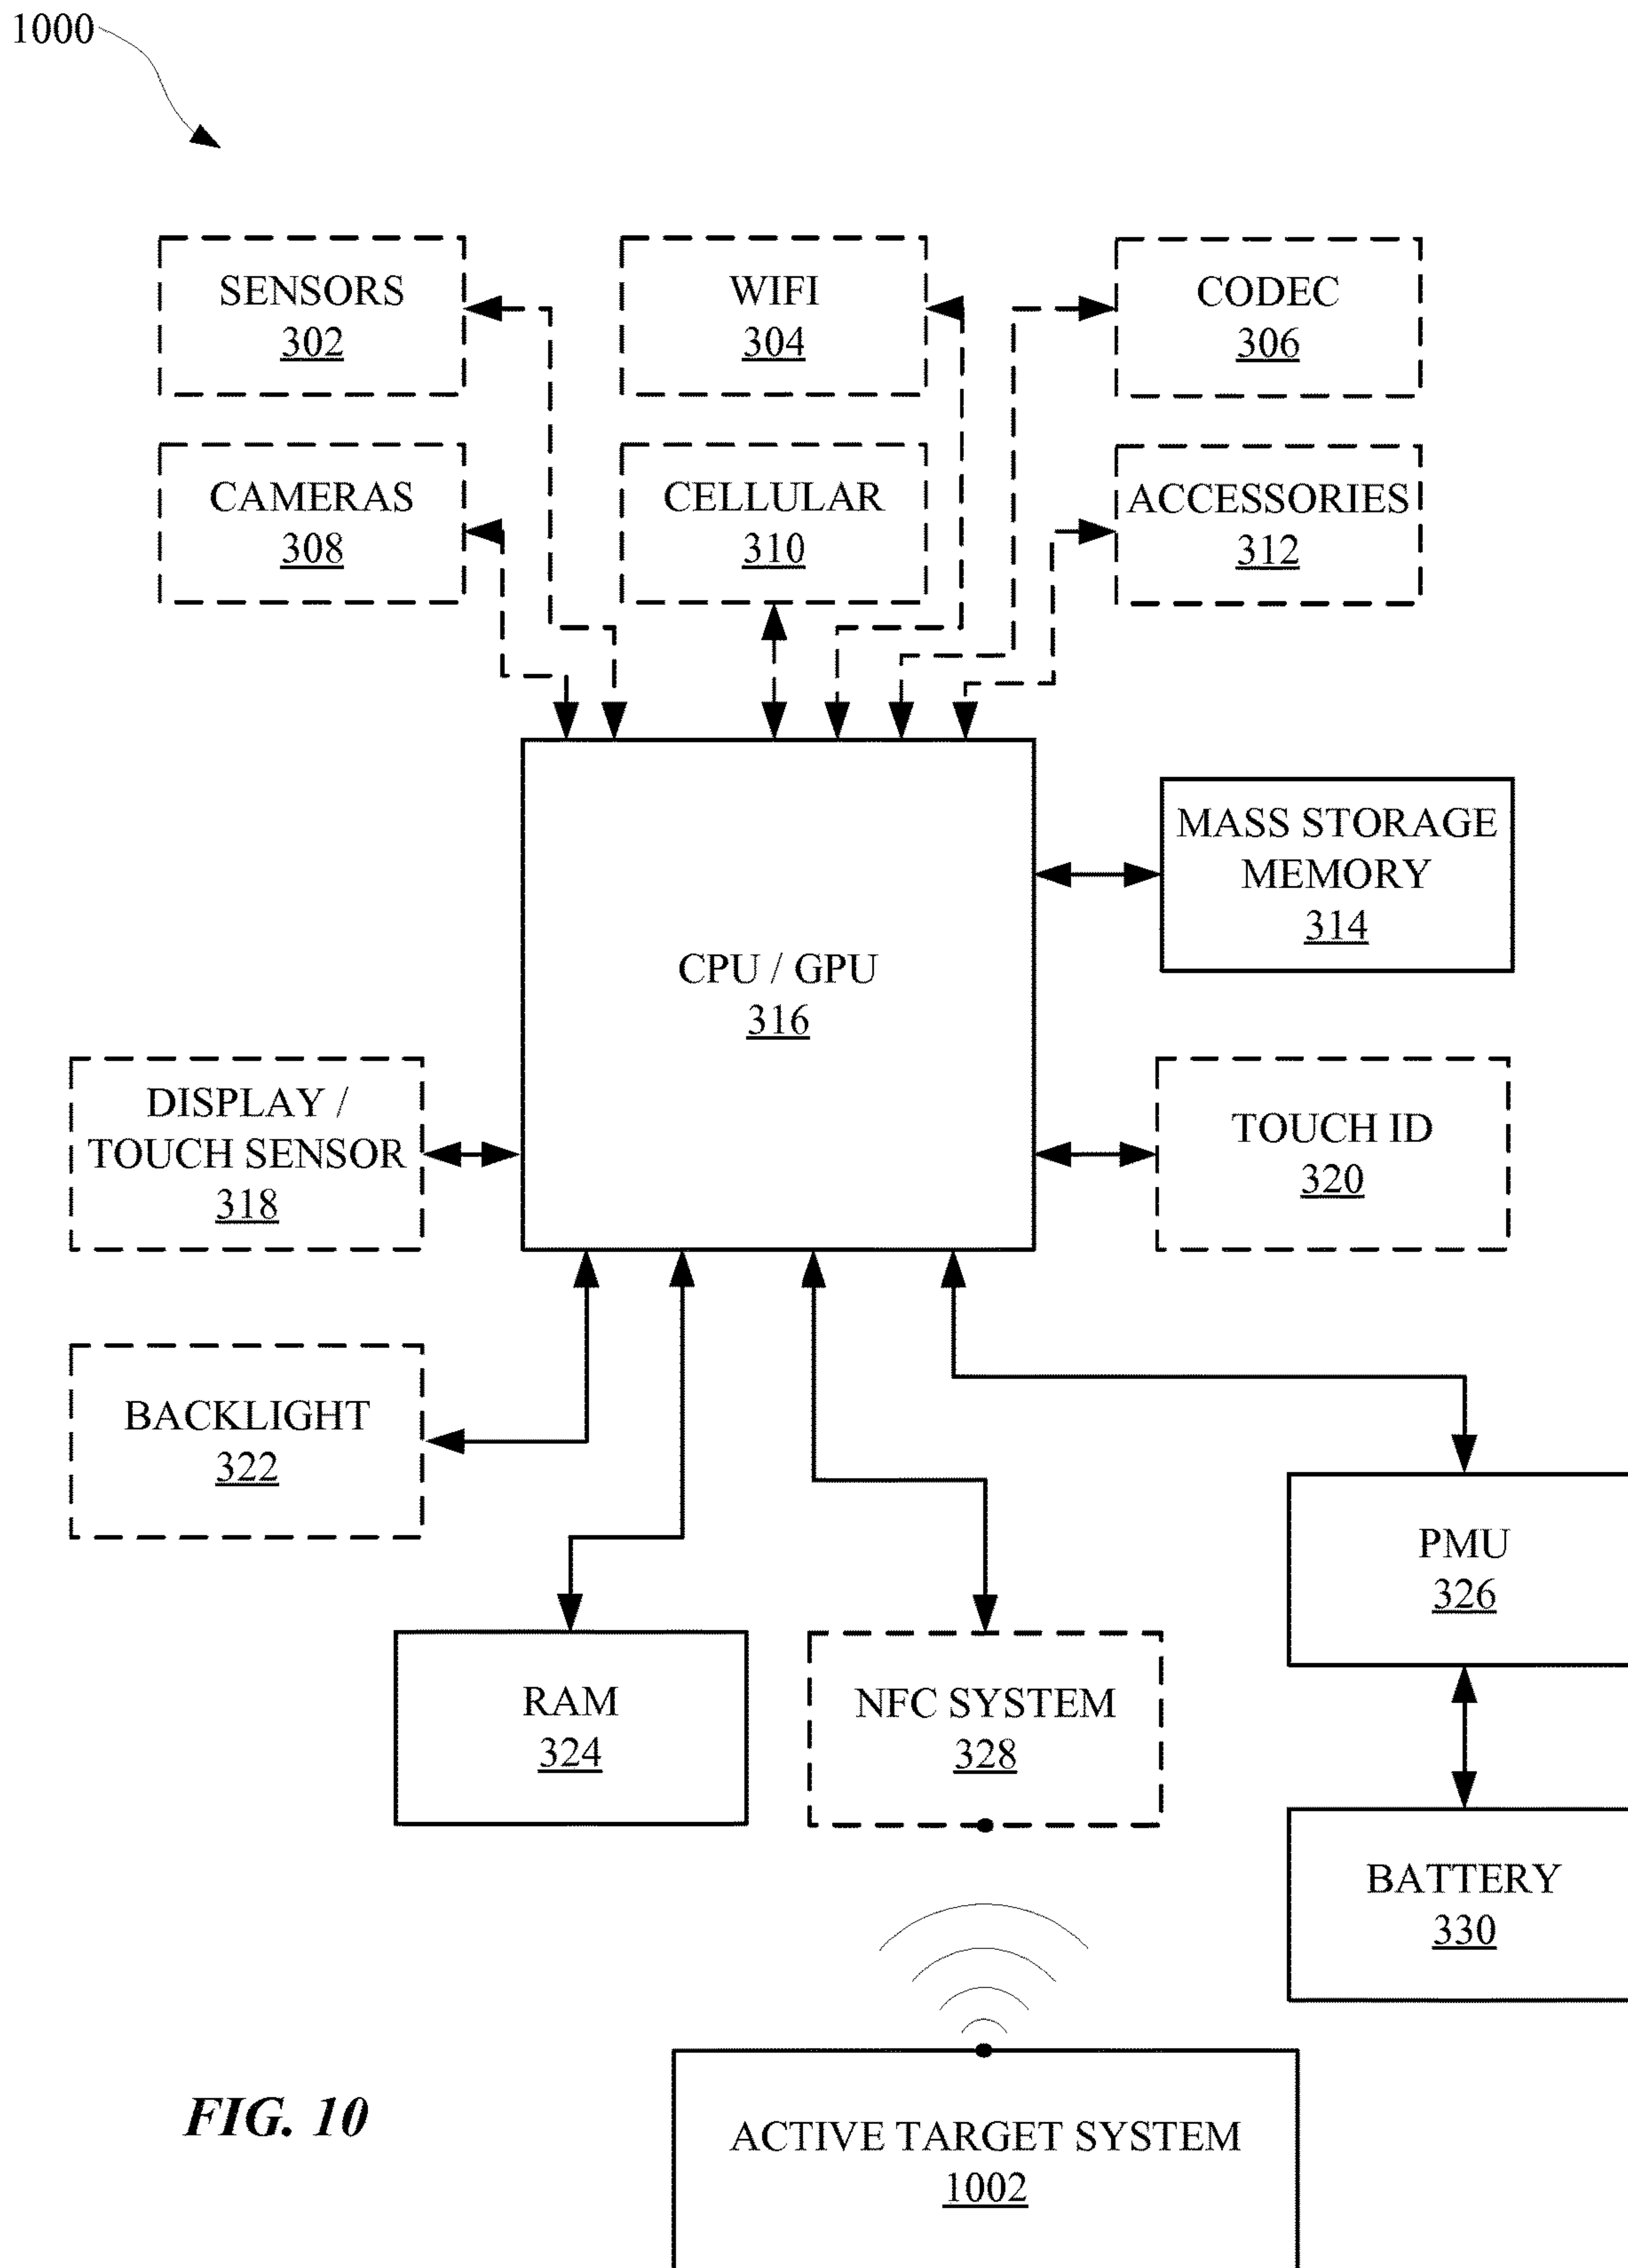 1000
SENSORS
302
WIFI
304
CODEC
306
CAMERAS
308
CELLULAR
310
ACCESSORIES
312
MASS STORAGE
MEMORY
314
CPU / GPU
316
DISPLAY /
TOUCH SENSOR
318
TOUCH ID
320
BACKLIGHT
322
PMU
326
RAM
324
NFC SYSTEM
328
BATTERY
330
FIG. 10
ACTIVE TARGET SYSTEM
1002